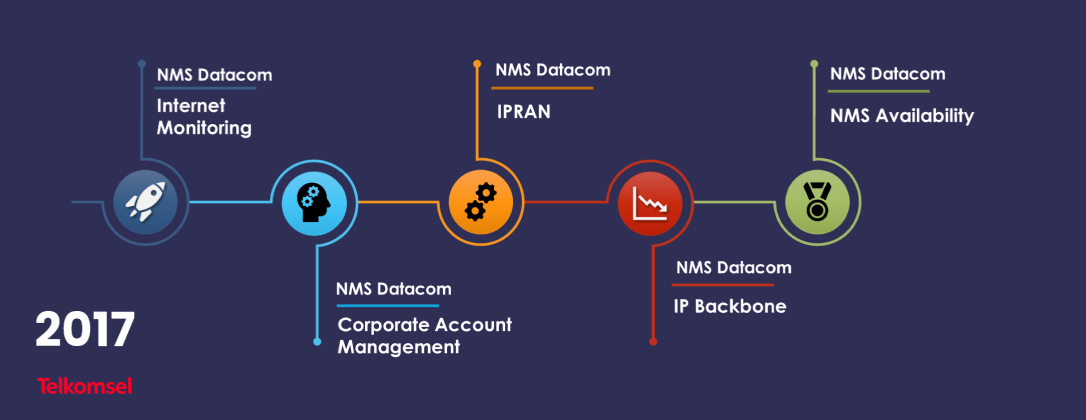 NMS Datacom
Internet
Monitoring
NMS Datacom
Corporate Account
Management
NMS Datacom
IPRAN
NMS Datacom
IP Backbone
NMS Datacom
NMS Availability
2017
Telkomsel